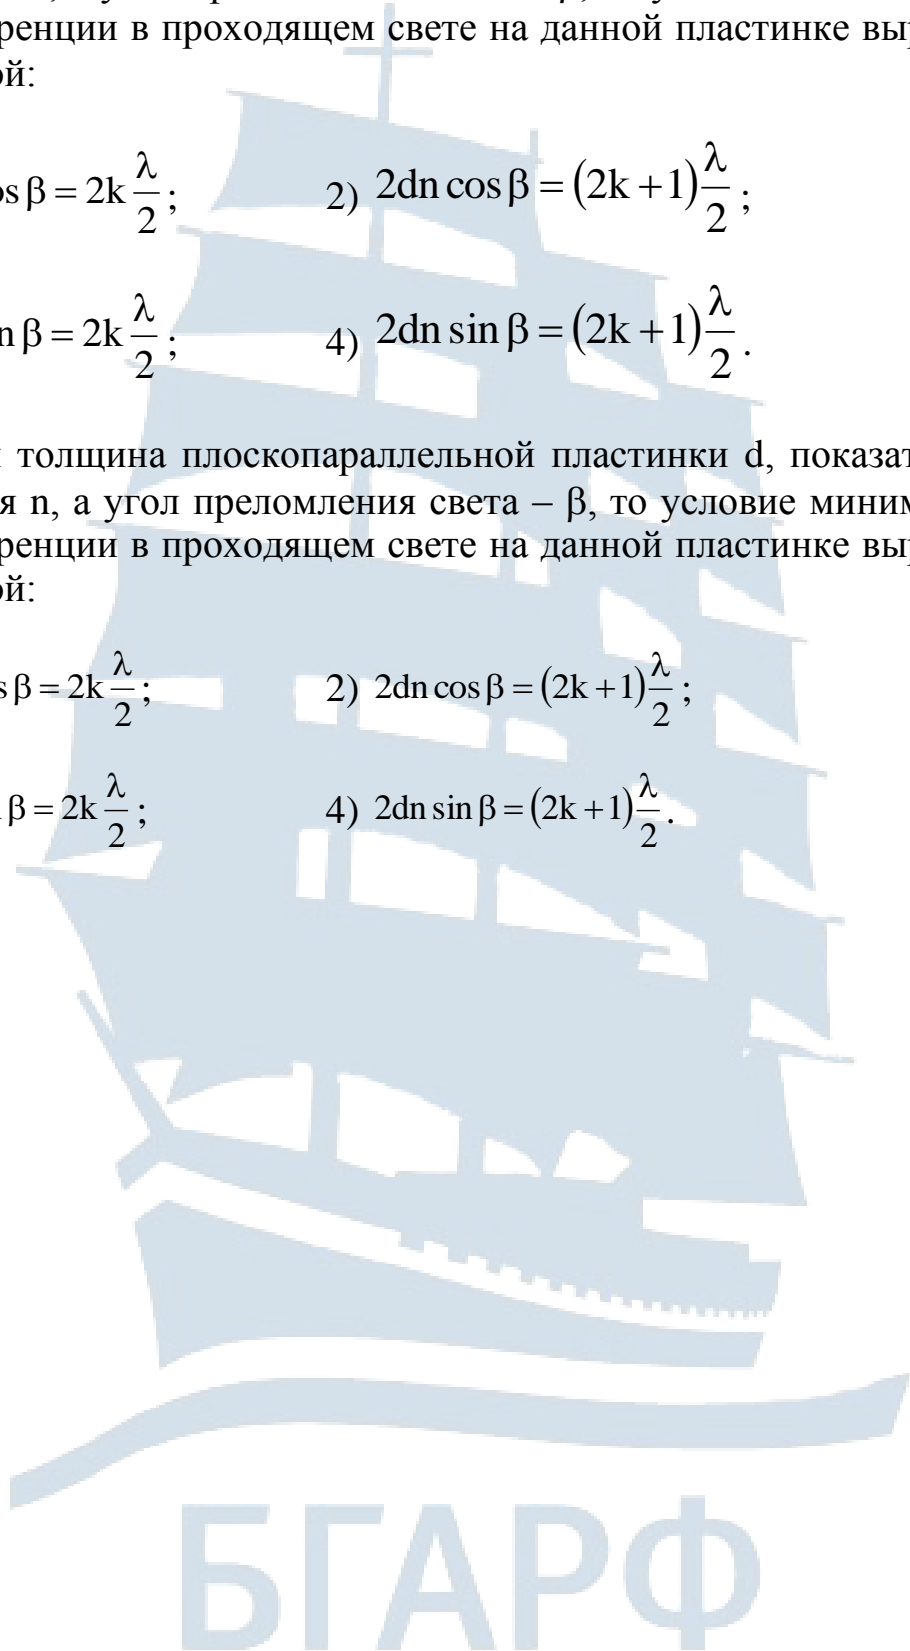 ренции в проходящем свете на данной пластинке
ой:
β = 2k λ/2 ; 2) 2dn cos β = (2k + 1) λ/2 ;
β = 2k λ/2 ; 4) 2dn sin β = (2k + 1) λ/2 .
толщина плоскопараллельной пластинки d, показат
я n, а угол преломления света – β, то условие миним
ренции в проходящем свете на данной пластинке
ой:
s β = 2k λ/2 ; 2) 2dn cos β = (2k + 1) λ/2 ;
β = 2k λ/2 ; 4) 2dn sin β = (2k + 1) λ/2 .
БГАРФ